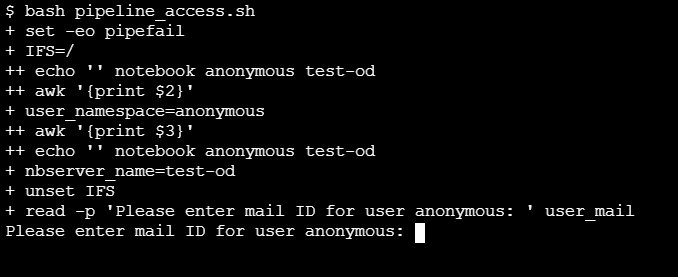 $ bash pipeline_access.sh
+ set -eo pipefail
+ IFS=/
++ echo '' notebook anonymous test-od
++ awk '{print $2}'
+ user_namespace=anonymous
++ awk '{print $3}'
++ echo '' notebook anonymous test-od
+ nbserver_name=test-od
+ unset IFS
+ read -p 'Please enter mail ID for user anonymous: ' user_mail
Please enter mail ID for user anonymous: